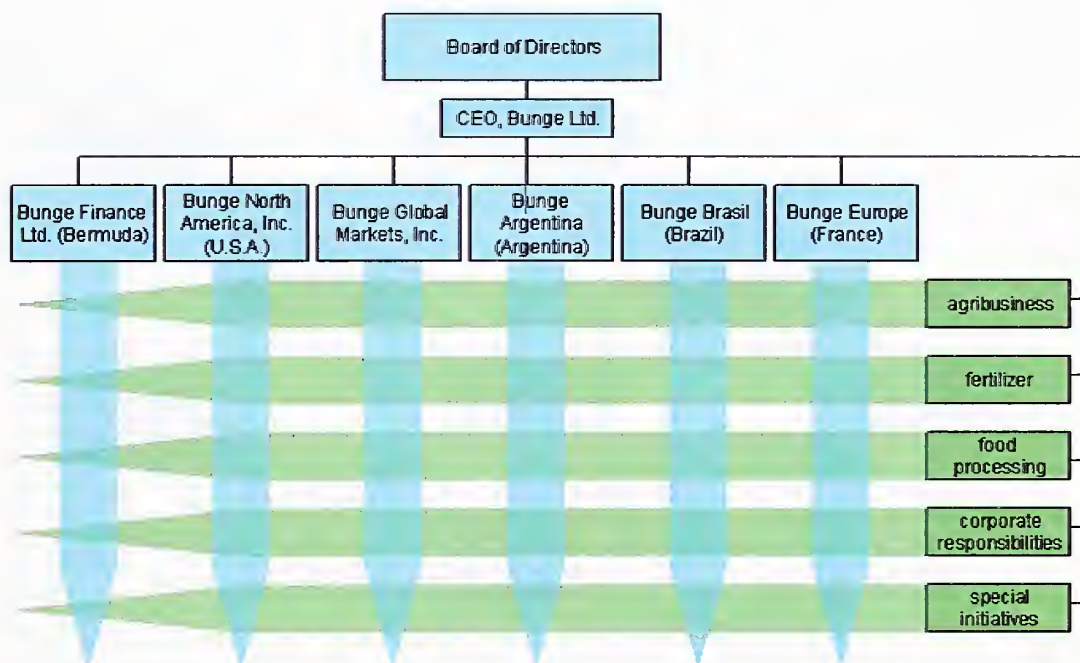 Board of Directors
CEO, Bunge Ltd.
Bunge Finance
Ltd. (Bermuda)
Bunge North
America, Inc.
(U.S.A.)
Bunge Global
Markets, Inc.
Bunge
Argentina
(Argentina)
Bunge Brasil
(Brazil)
Bunge Europe
(France)
agribusiness
fertilizer
food
processing
corporate
responsibilities
special
initiatives